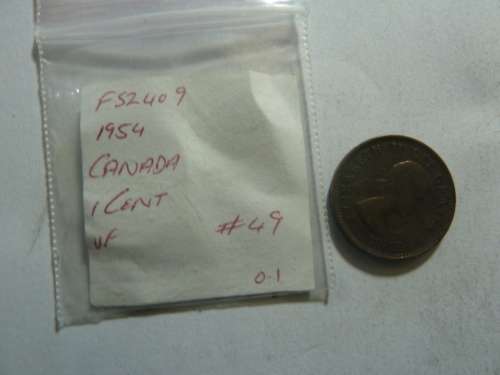 FS2409
1954
CANADA
1 CENT
VF #49
0.1